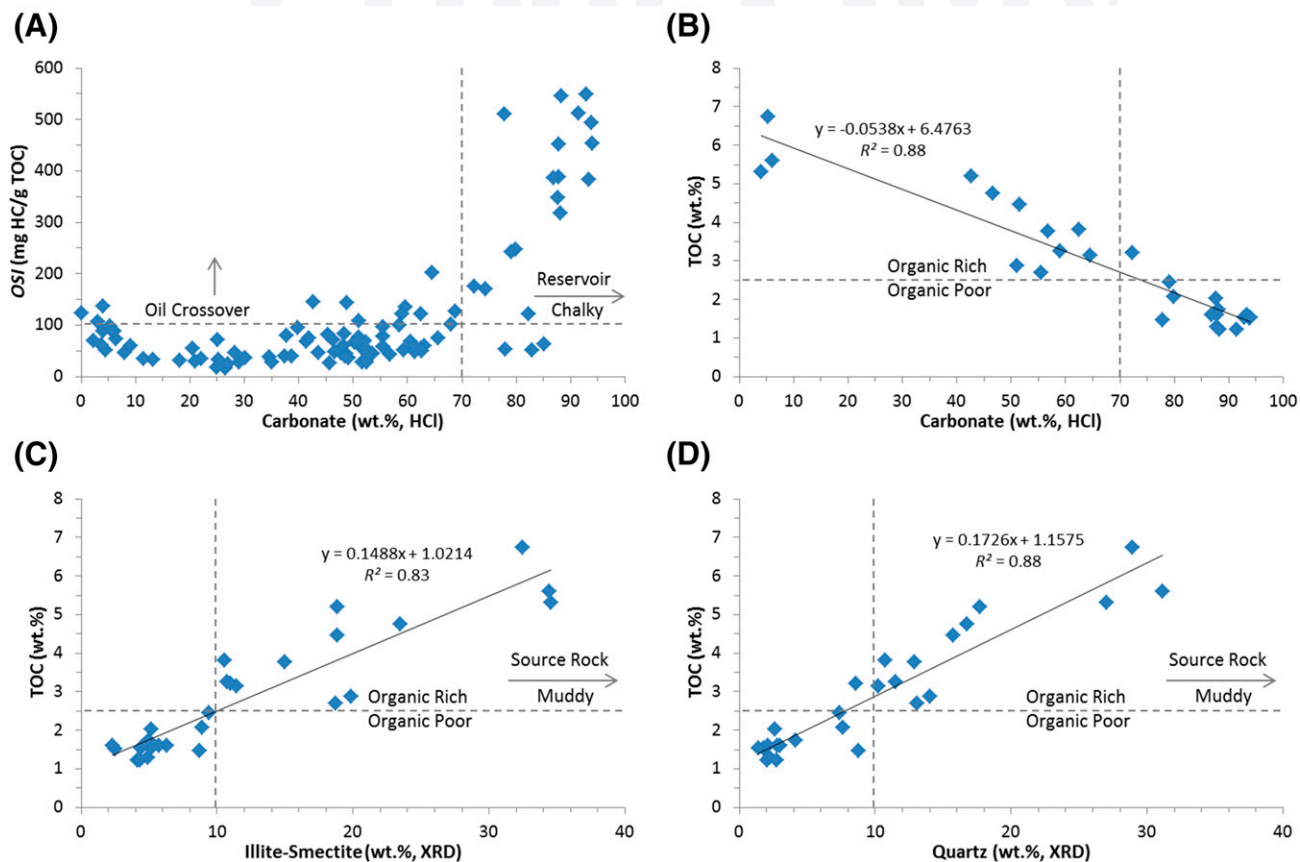 (A)
600
500
400
300
200
100
0
OSI (mg HC/g TOC)
Oil Crossover
Reservoir
Chalky
0 10 20 30 40 50 60 70 80 90 100
Carbonate (wt.%, HCl)
(B)
8
7
6
5
4
3
2
1
0
TOC (wt.%)
y = -0.0538x + 6.4763
R² = 0.88
Organic Rich
Organic Poor
0 10 20 30 40 50 60 70 80 90 100
Carbonate (wt.%, HCl)
(C)
8
7
6
5
4
3
2
1
0
TOC (wt.%)
y = 0.1488x + 1.0214
R² = 0.83
Source Rock
Muddy
Organic Rich
Organic Poor
0 10 20 30 40
Illite-Smectite (wt.%, XRD)
(D)
8
7
6
5
4
3
2
1
0
TOC (wt.%)
y = 0.1726x + 1.1575
R² = 0.88
Source Rock
Muddy
Organic Rich
Organic Poor
0 10 20 30 40
Quartz (wt.%, XRD)